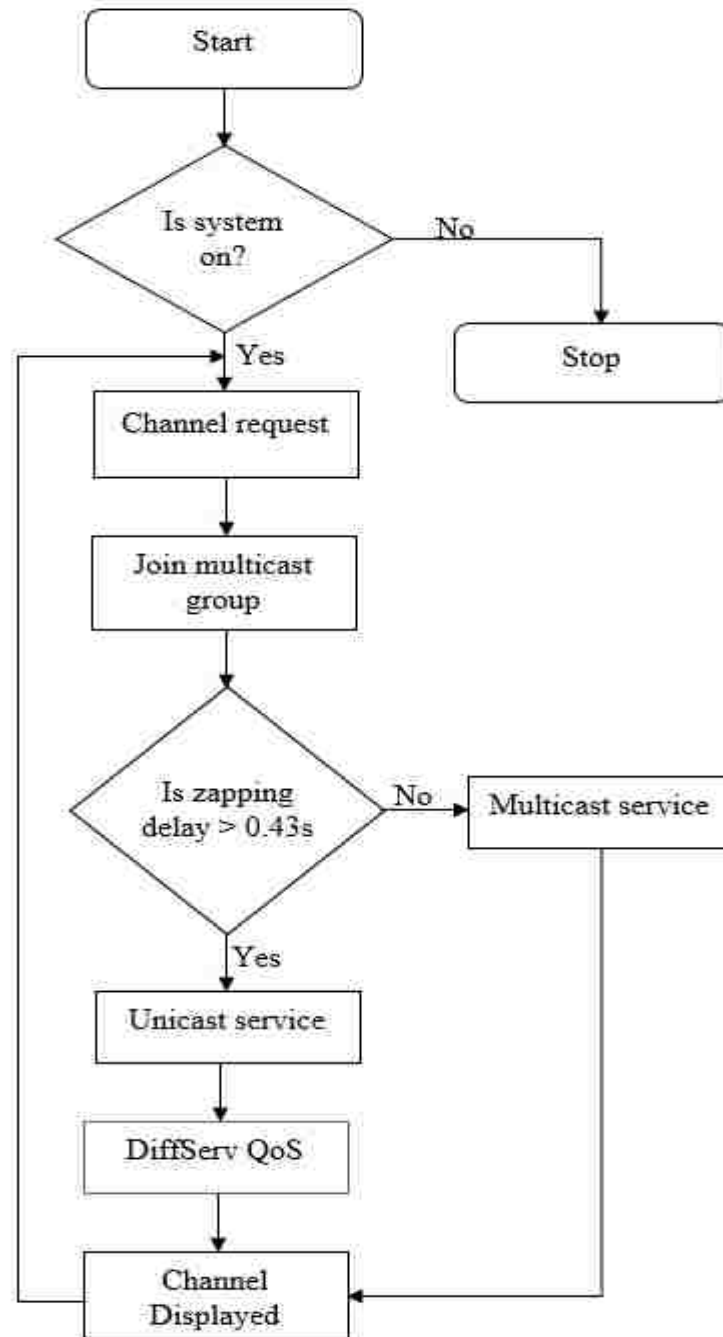 Start
Is system
on?
No
Stop
Yes
Channel request
Join multicast
group
Is zapping
delay > 0.43s
No
Multicast service
Yes
Unicast service
DiffServ QoS
Channel
Displayed